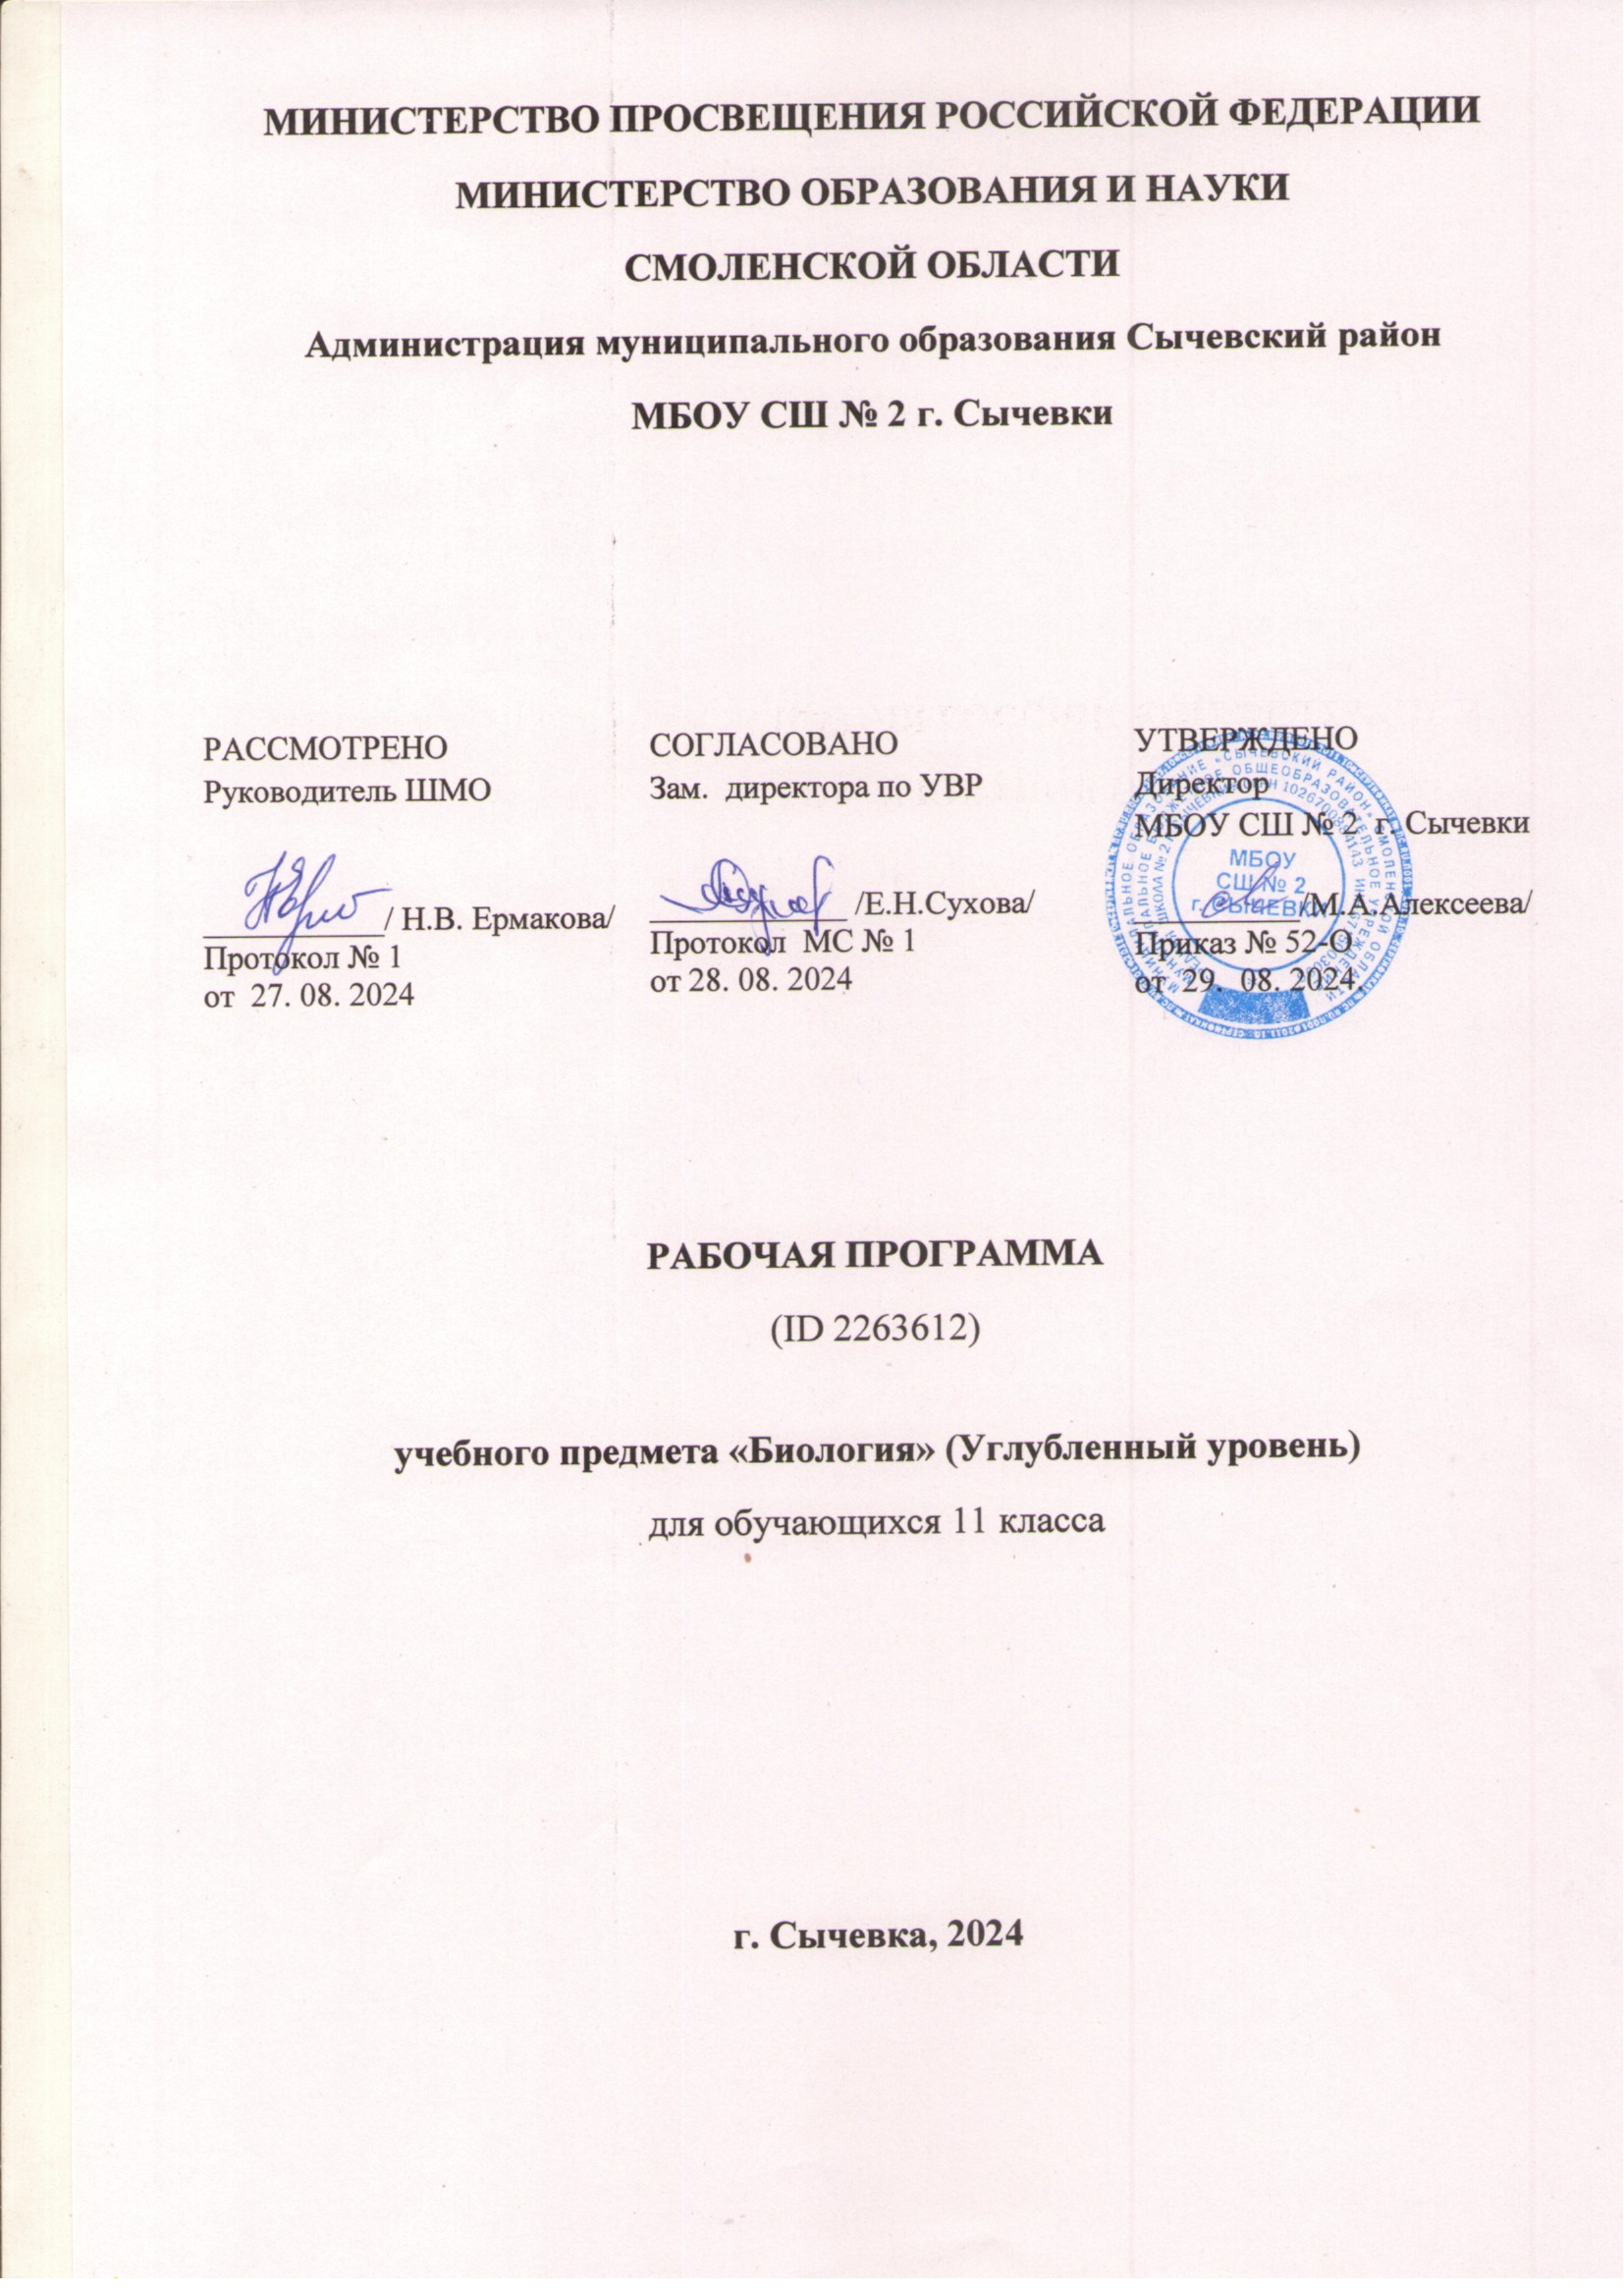 МИНИСТЕРСТВО ПРОСВЕЩЕНИЯ РОССИЙСКОЙ ФЕДЕРАЦИИ
МИНИСТЕРСТВО ОБРАЗОВАНИЯ И НАУКИ
СМОЛЕНСКОЙ ОБЛАСТИ
Администрация муниципального образования Сычевский район
МБОУ СШ № 2 г. Сычевки
РАССМОТРЕНО
Руководитель ШМО
/ Н.В. Ермакова/
Протокол № 1
от 27. 08. 2024
СОГЛАСОВАНО
Зам. директора по УВР
/Е.Н.Сухова/
Протокол МС № 1
от 28. 08. 2024
УТВЕРЖДЕНО
Директор
МБОУ СШ № 2 г. Сычевки
/М.А.Алексеева/
Приказ № 52-О
от 29. 08. 2024.
МБОУ
СШ № 2
г. СЫЧЕВКИ
РАБОЧАЯ ПРОГРАММА
(ID 2263612)
учебного предмета «Биология» (Углубленный уровень)
для обучающихся 11 класса
г. Сычевка, 2024